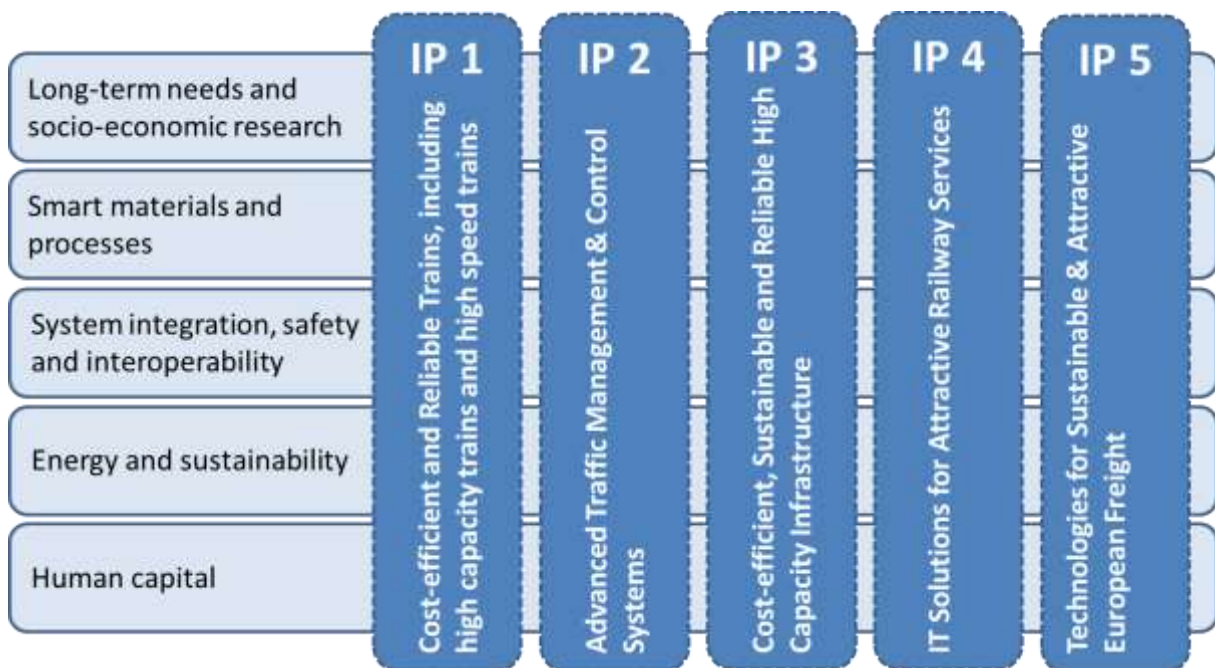 Long-term needs and
socio-economic research
Smart materials and
processes
System integration, safety
and interoperability
Energy and sustainability
Human capital
IP 1
Cost-efficient and Reliable Trains, including
high capacity trains and high speed trains
IP 2
Advanced Traffic Management & Control
Systems
IP 3
Cost-efficient, Sustainable and Reliable High
Capacity Infrastructure
IP 4
IT Solutions for Attractive Railway Services
IP 5
Technologies for Sustainable & Attractive
European Freight